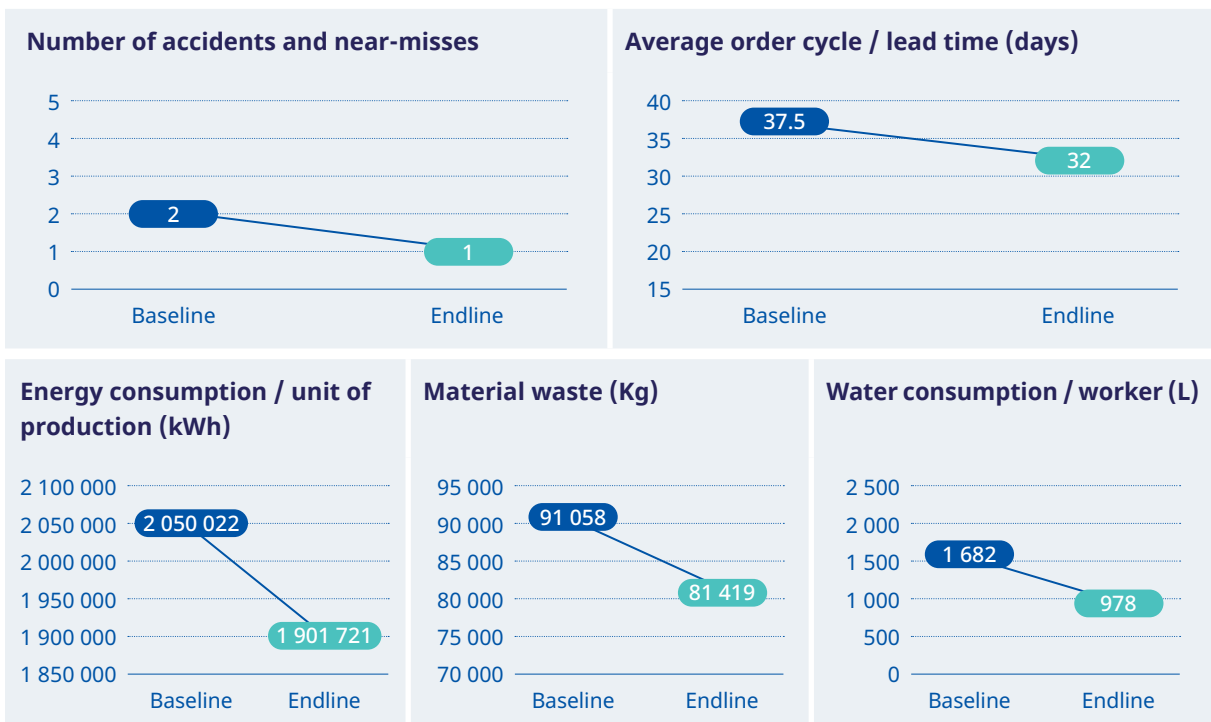 Number of accidents and near-misses
5
4
3
2
1
0
2
1
Baseline
Endline
Average order cycle / lead time (days)
40
35
30
25
20
15
37.5
32
Baseline
Endline
Energy consumption / unit of
production (kWh)
2 100 000
2 050 000
2 000 000
1 950 000
1 900 000
1 850 000
2 050 022
1 901 721
Baseline
Endline
Material waste (Kg)
95 000
90 000
85 000
80 000
75 000
70 000
91 058
81 419
Baseline
Endline
Water consumption / worker (L)
2 500
2 000
1 500
1 000
500
0
1 682
978
Baseline
Endline